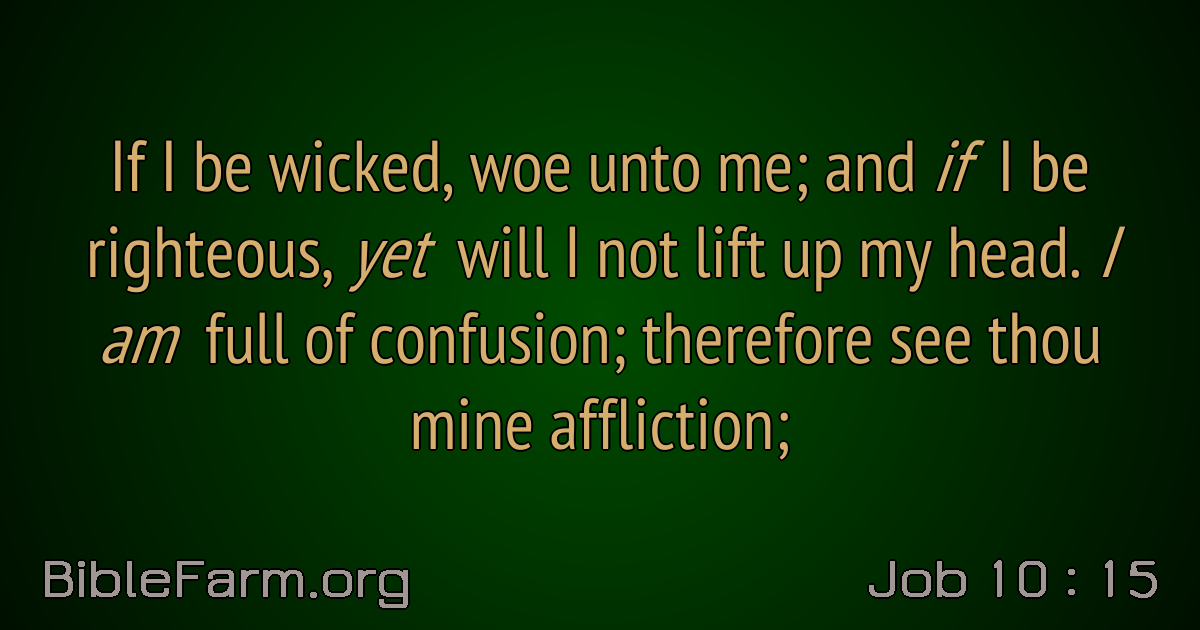 If I be wicked, woe unto me; and if I be
righteous, yet will I not lift up my head. I
am full of confusion; therefore see thou
mine affliction;
BibleFarm.org
Job 10 : 15